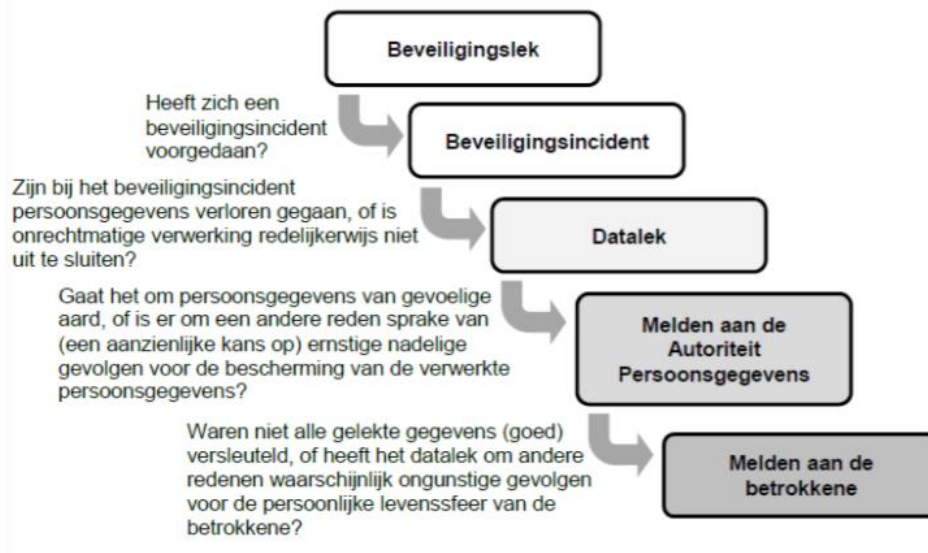 Beveiligingslek
Heeft zich een
beveiligingsincident
voorgedaan?
Beveiligingsincident
Zijn bij het beveiligingsincident
persoonsgegevens verloren gegaan, of is
onrechtmatige verwerking redelijkerwijs niet
uit te sluiten?
Datalek
Gaat het om persoonsgegevens van gevoelige
aard, of is er om een andere reden sprake van
(een aanzienlijke kans op) ernstige nadelige
gevolgen voor de bescherming van de verwerkte
persoonsgegevens?
Melden aan de
Autoriteit
Persoonsgegevens
Waren niet alle gelekte gegevens (goed)
versleuteld, of heeft het datalek om andere
redenen waarschijnlijk ongunstige gevolgen
voor de persoonlijke levenssfeer van de
betrokkene?
Melden aan de
betrokkene